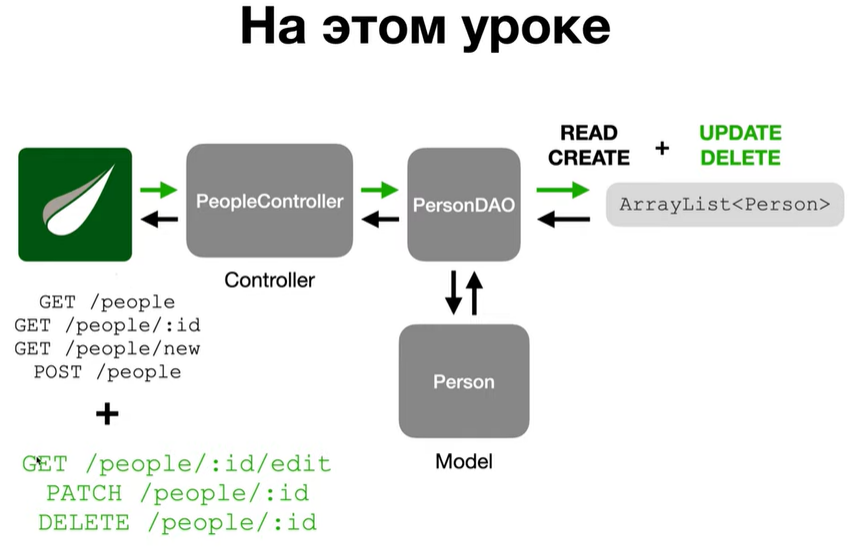 На этом уроке
READ
CREATE
+
UPDATE
DELETE
PeopleController
PersonDAO
ArrayList<Person>
Controller
GET /people
GET /people/:id
GET /people/new
POST /people
+
Person
Model
GET /people/:id/edit
PATCH /people/:id
DELETE /people/:id